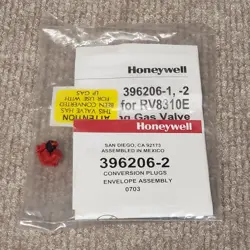 Honeywell
396206-1, -2
for RV8310E
ng Gas Valve
ATTENTION
THIS VALVE HAS
BEEN CONVERTED
FOR USE WITH
LP GAS
Honeywell
SAN DIEGO, CA 92173
ASSEMBLED IN MEXICO
396206-2
CONVERSION PLUGS
ENVELOPE ASSEMBLY
0703